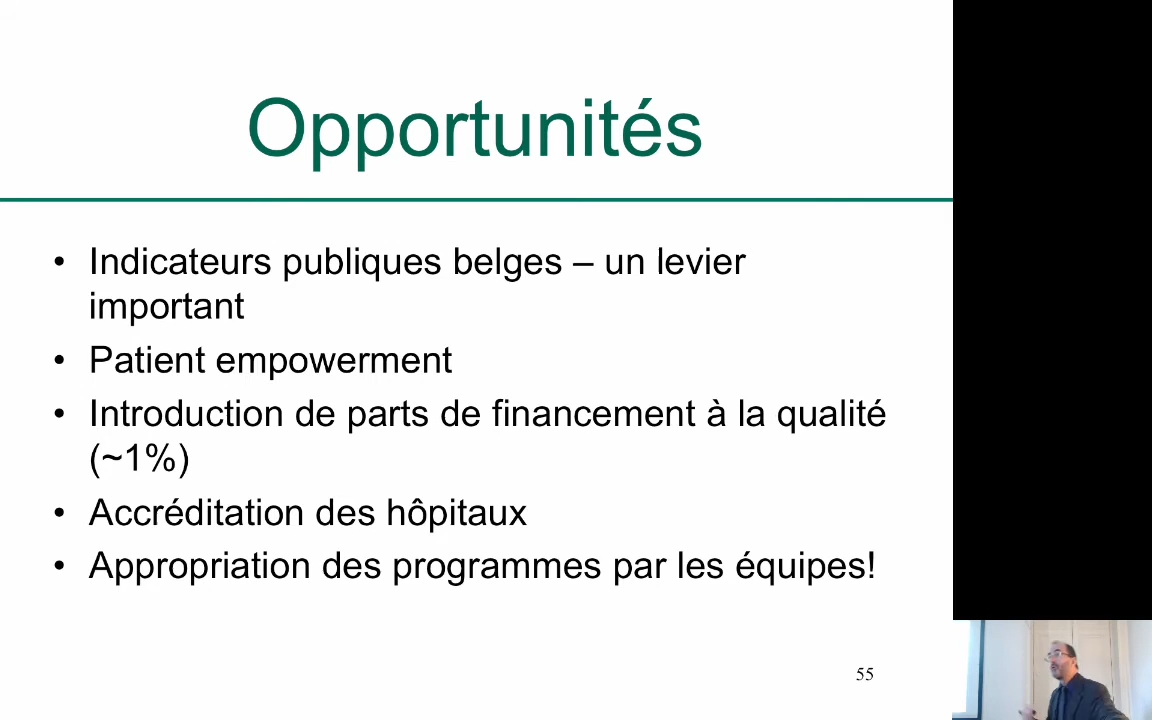 Opportunités
• Indicateurs publiques belges – un levier
important
• Patient empowerment
• Introduction de parts de financement à la qualité
(~1%)
• Accréditation des hôpitaux
• Appropriation des programmes par les équipes!
55